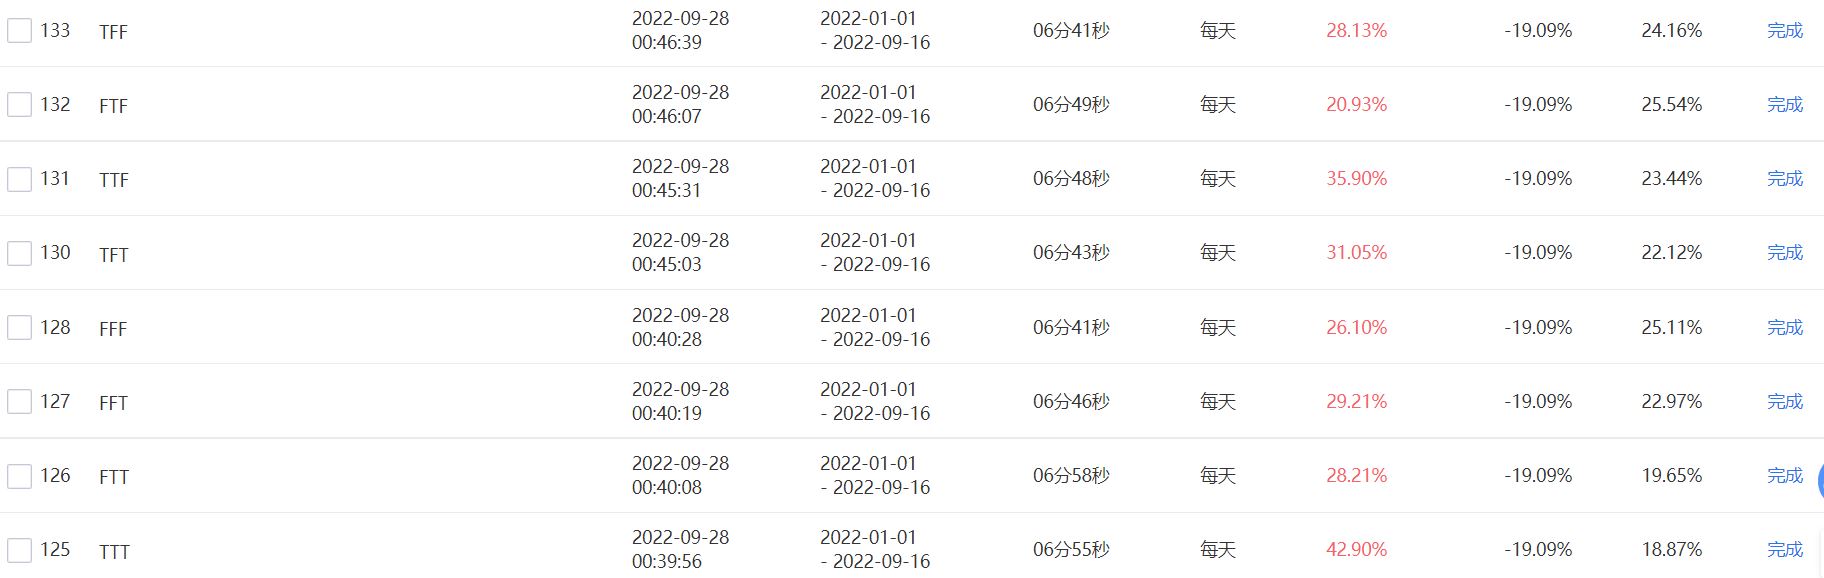 133 TFF 2022-09-28 00:46:39 2022-01-01 - 2022-09-16 06分41秒 每天 28.13% -19.09% 24.16% 完成
132 FTF 2022-09-28 00:46:07 2022-01-01 - 2022-09-16 06分49秒 每天 20.93% -19.09% 25.54% 完成
131 TTF 2022-09-28 00:45:31 2022-01-01 - 2022-09-16 06分48秒 每天 35.90% -19.09% 23.44% 完成
130 TFT 2022-09-28 00:45:03 2022-01-01 - 2022-09-16 06分43秒 每天 31.05% -19.09% 22.12% 完成
128 FFF 2022-09-28 00:40:28 2022-01-01 - 2022-09-16 06分41秒 每天 26.10% -19.09% 25.11% 完成
127 FFT 2022-09-28 00:40:19 2022-01-01 - 2022-09-16 06分46秒 每天 29.21% -19.09% 22.97% 完成
126 FTT 2022-09-28 00:40:08 2022-01-01 - 2022-09-16 06分58秒 每天 28.21% -19.09% 19.65% 完成
125 TTT 2022-09-28 00:39:56 2022-01-01 - 2022-09-16 06分55秒 每天 42.90% -19.09% 18.87% 完成